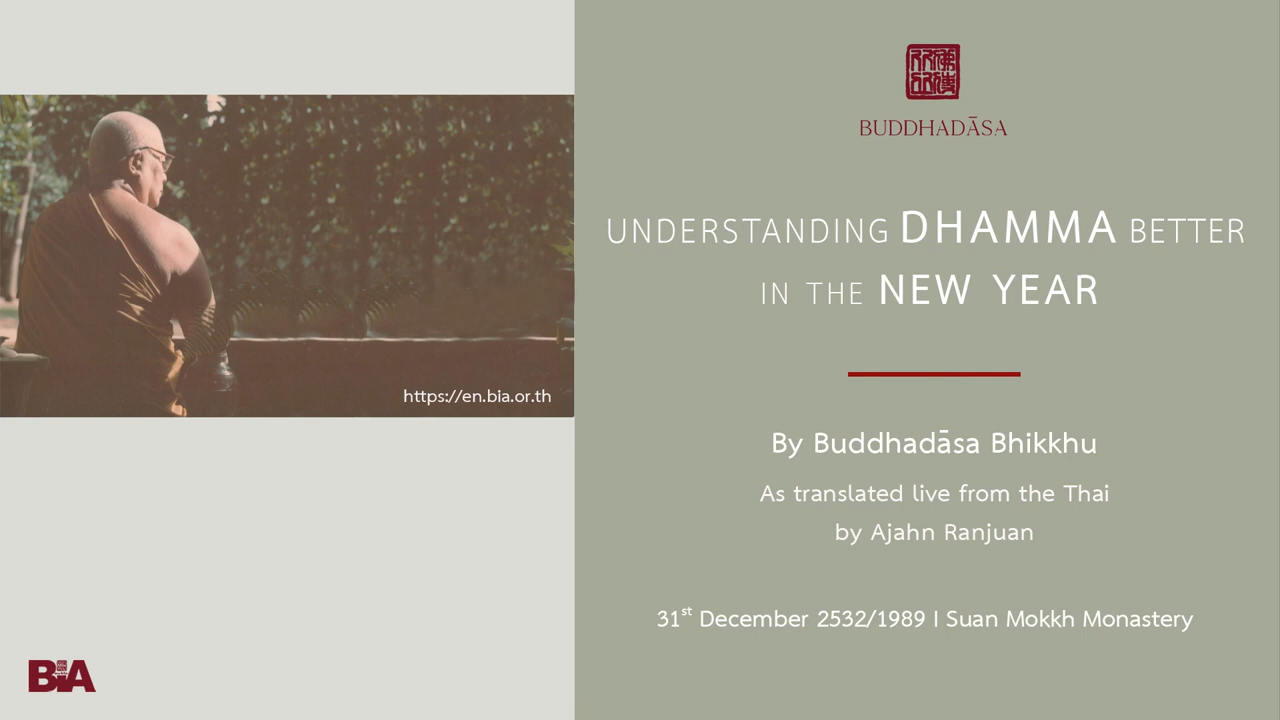 BUDDHADĀSA
UNDERSTANDING DHAMMA BETTER
IN THE NEW YEAR
https://en.bia.or.th
By Buddhadāsa Bhikkhu
As translated live from the Thai
by Ajahn Ranjuan
31st December 2532/1989 I Suan Mokkh Monastery
BIA